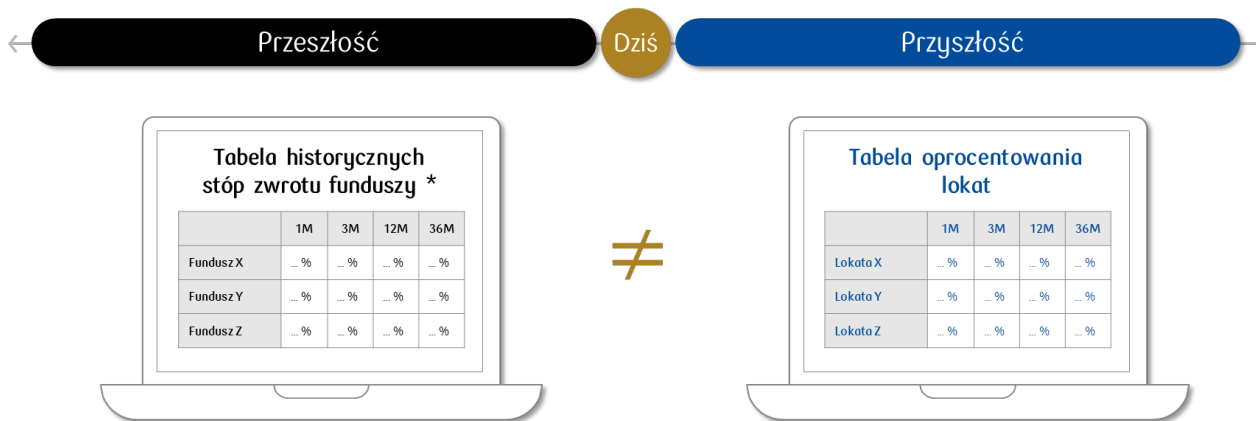 Przeszłość
Dziś
Przyszłość
Tabela historycznych
stóp zwrotu funduszy *
1M 3M 12M 36M
Fundusz X ... % ... % ... % ... %
Fundusz Y ... % ... % ... % ... %
Fundusz Z ... % ... % ... % ... %
≠
Tabela oprocentowania
lokat
1M 3M 12M 36M
Lokata X ... % ... % ... % ... %
Lokata Y ... % ... % ... % ... %
Lokata Z ... % ... % ... % ... %